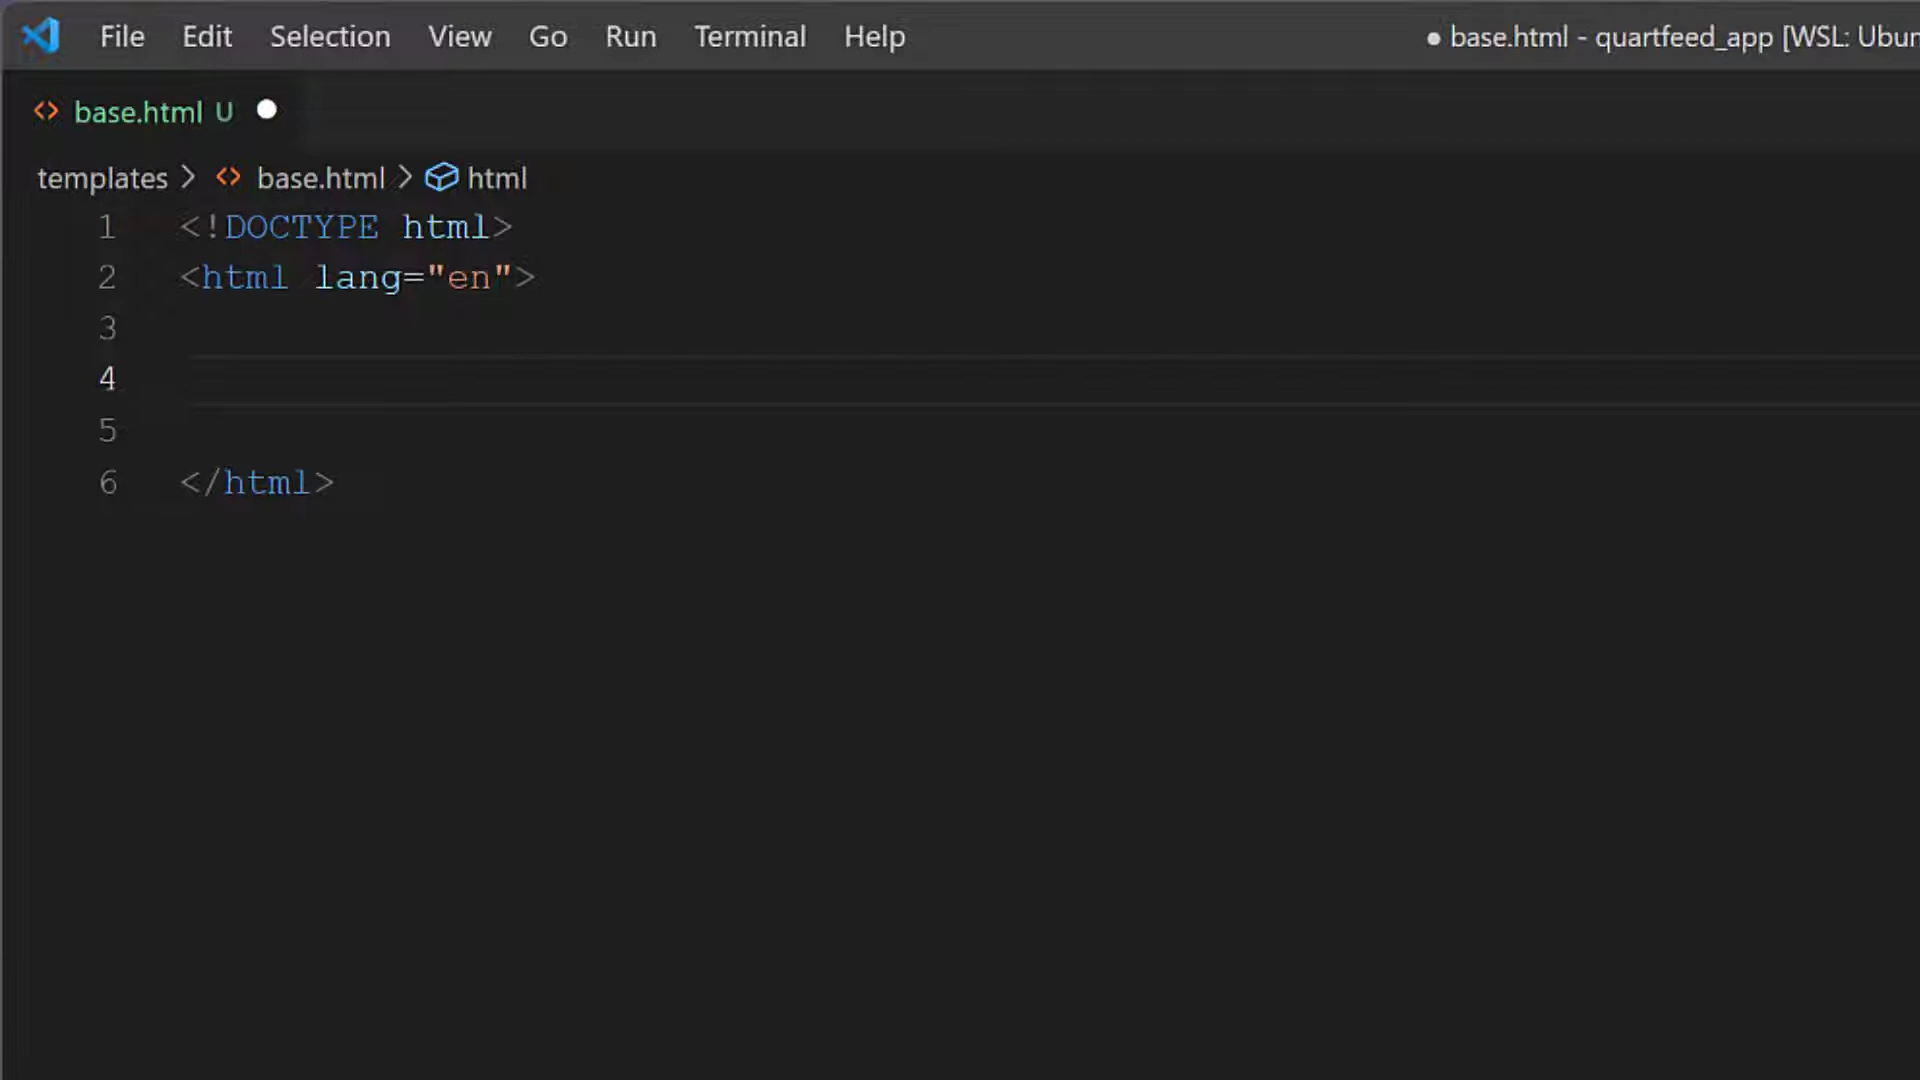 File Edit Selection View Go Run Terminal Help ● base.html - quartfeed_app [WSL: Ubun
<> base.html U ●
templates > <> base.html > html
1 <!DOCTYPE html>
2 <html lang="en">
3
4
5
6 </html>